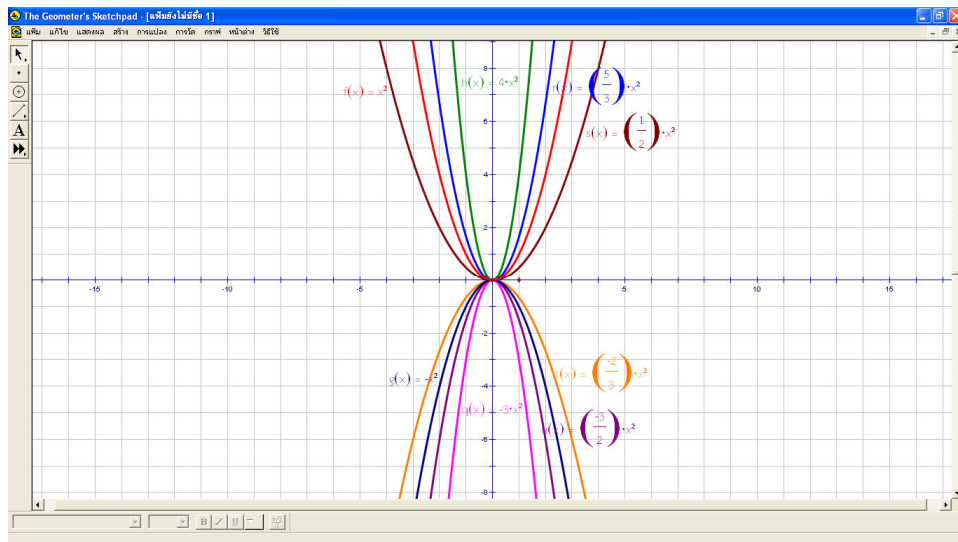 The Geometer's Sketchpad - [แฟ้มยังไม่มีชื่อ 1]
แฟ้ม แก้ไข แสดงผล สร้าง การแปลง การวัด กราฟ หน้าต่าง วิธีใช้
A
f(x) = x²
h(x) = 4·x²
r(x) = (5/3)·x²
s(x) = (1/2)·x²
8
6
4
2
-15 -10 -5 5 10 15
-2
-4
-6
-8
g(x) = -x²
q(x) = -3·x²
(x) = (-2/3)·x²
(x) = (-3/2)·x²
B I U